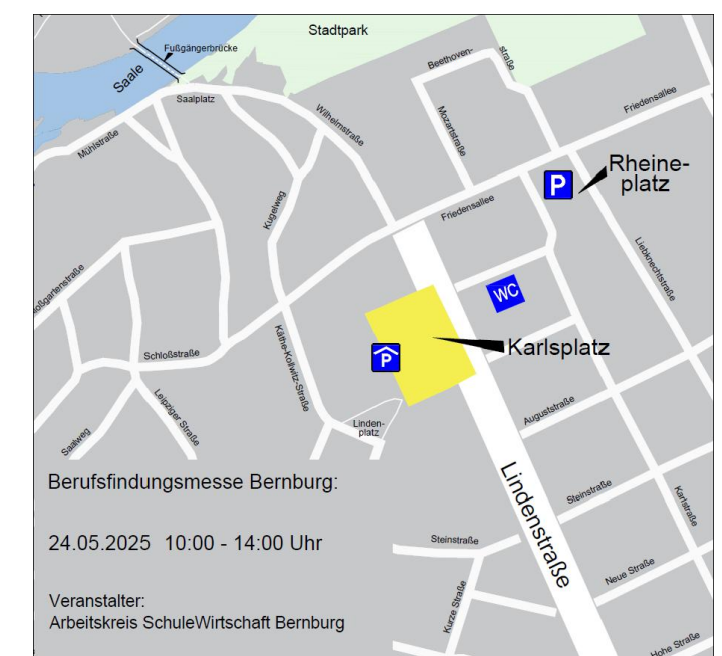 Stadtpark
Fußgängerbrücke
Saale
Saalplatz
Mühlstraße
Wilhelmstraße
Beethoven-
straße
Mozartstraße
Friedensallee
Rheine-
platz
P
Kugelweg
Friedensallee
Liebknechtstraße
WC
Schloßstraße
Käthe-Kollwitz-Straße
P
Karlsplatz
Leipziger Straße
Saalweg
Linden-
platz
Auguststraße
Lindenstraße
Steinstraße
Karlstraße
Berufsfindungsmesse Bernburg:
24.05.2025 10:00 - 14:00 Uhr
Steinstraße
Neue Straße
Kurze Straße
Hohe Straße
Veranstalter:
Arbeitskreis SchuleWirtschaft Bernburg